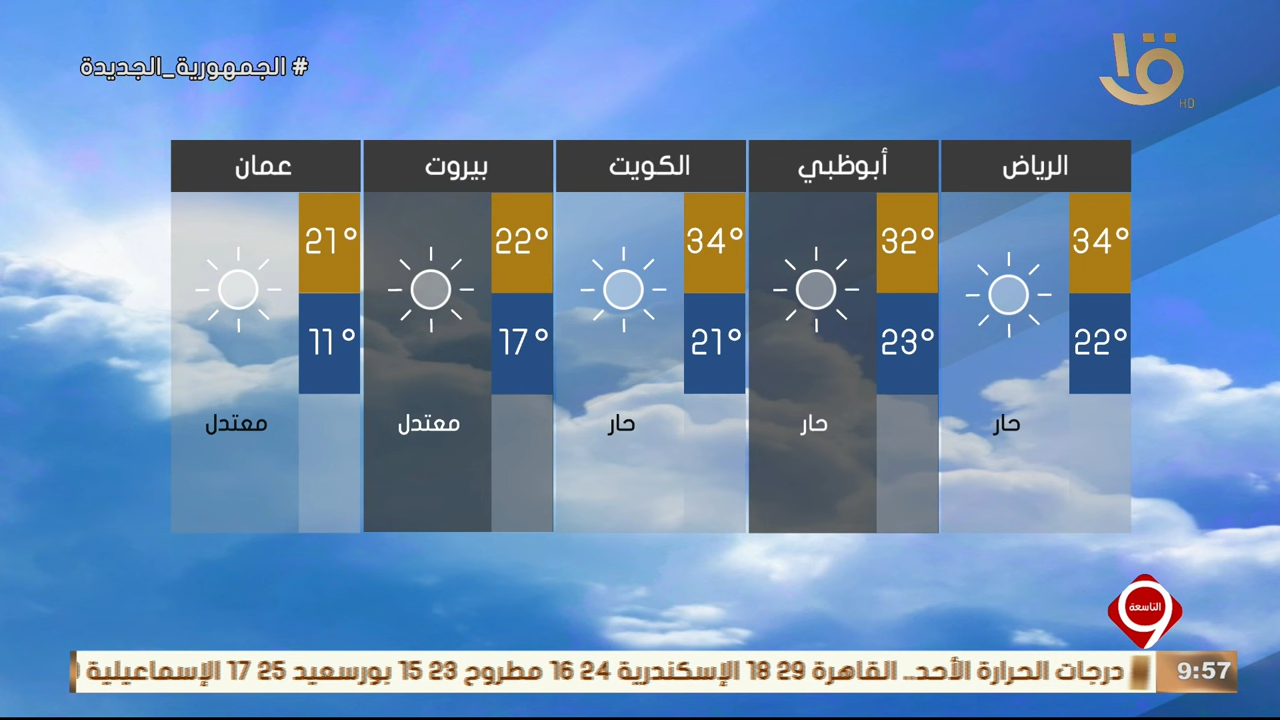 # الجمهورية_الجديدة
HD
الرياض
34°
22°
حار
أبوظبي
32°
23°
حار
الكويت
34°
21°
حار
بيروت
22°
17°
معتدل
عمان
21°
11°
معتدل
التاسعة
9
9:57
درجات الحرارة الأحد.. القاهرة 29 18 الإسكندرية 24 16 مطروح 23 15 بورسعيد 25 17 الإسماعيلية